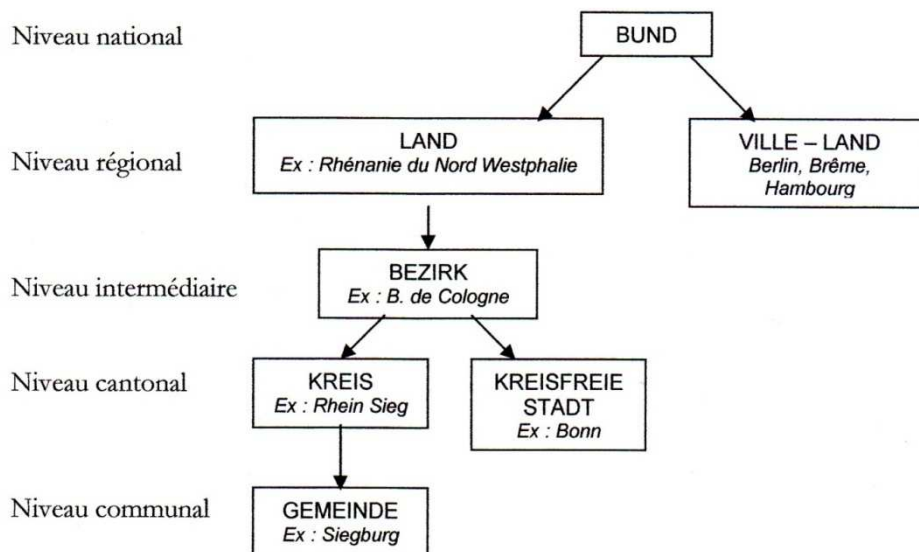 Niveau national
BUND
Niveau régional
LAND
Ex : Rhénanie du Nord Westphalie
VILLE – LAND
Berlin, Brême,
Hambourg
Niveau intermédiaire
BEZIRK
Ex : B. de Cologne
Niveau cantonal
KREIS
Ex : Rhein Sieg
KREISFREIE
STADT
Ex : Bonn
Niveau communal
GEMEINDE
Ex : Siegburg